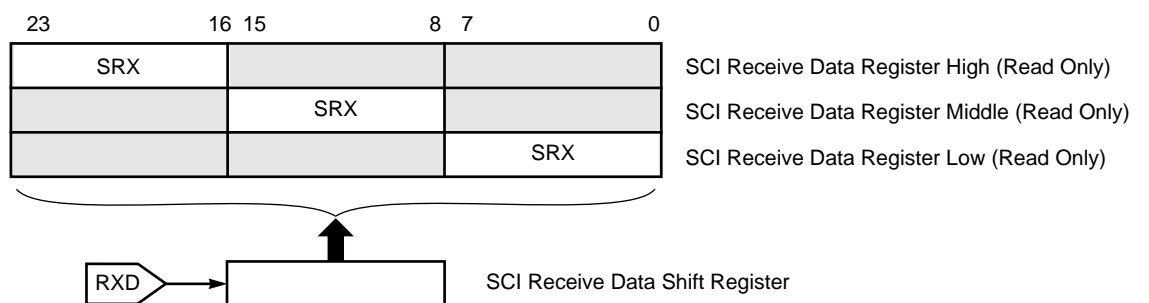 23 16 15 8 7 0
SRX SCI Receive Data Register High (Read Only)
SRX SCI Receive Data Register Middle (Read Only)
SRX SCI Receive Data Register Low (Read Only)
RXD SCI Receive Data Shift Register